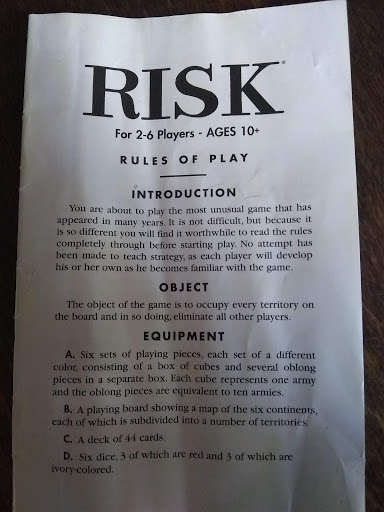 RISK®
For 2-6 Players - AGES 10+
RULES OF PLAY
INTRODUCTION
You are about to play the most unusual game that has
appeared in many years. It is not difficult, but because it
is so different you will find it worthwhile to read the rules
completely through before starting play. No attempt has
been made to teach strategy, as each player will develop
his or her own as he becomes familiar with the game.
OBJECT
The object of the game is to occupy every territory on
the board and in so doing, eliminate all other players.
EQUIPMENT
A. Six sets of playing pieces, each set of a different
color, consisting of a box of cubes and several oblong
pieces in a separate box. Each cube represents one army
and the oblong pieces are equivalent to ten armies.
B. A playing board showing a map of the six continents,
each of which is subdivided into a number of territories.
C. A deck of 44 cards.
D. Six dice, 3 of which are red and 3 of which are
ivory-colored.